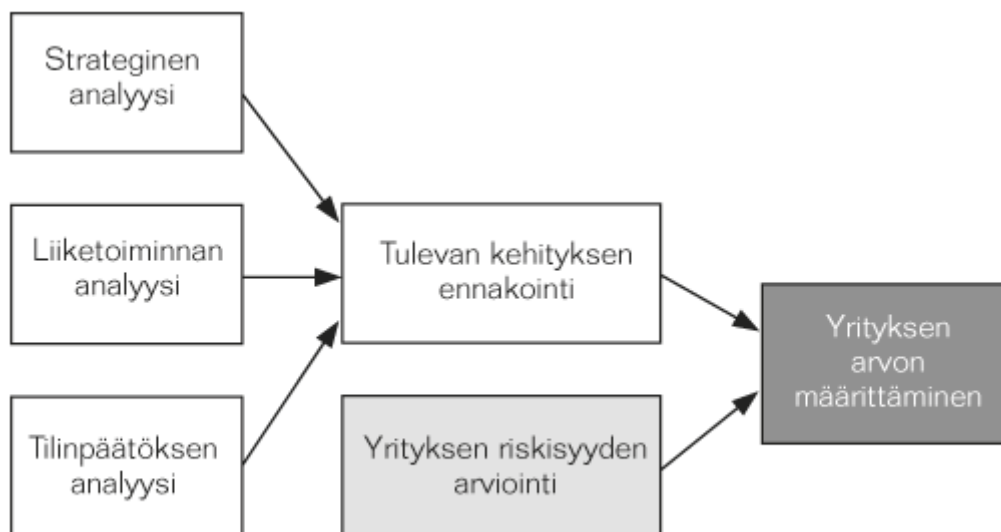 Strateginen
analyysi
Liiketoiminnan
analyysi
Tilinpäätöksen
analyysi
Tulevan kehityksen
ennakointi
Yrityksen riskisyyden
arviointi
Yrityksen
arvon
määrittäminen